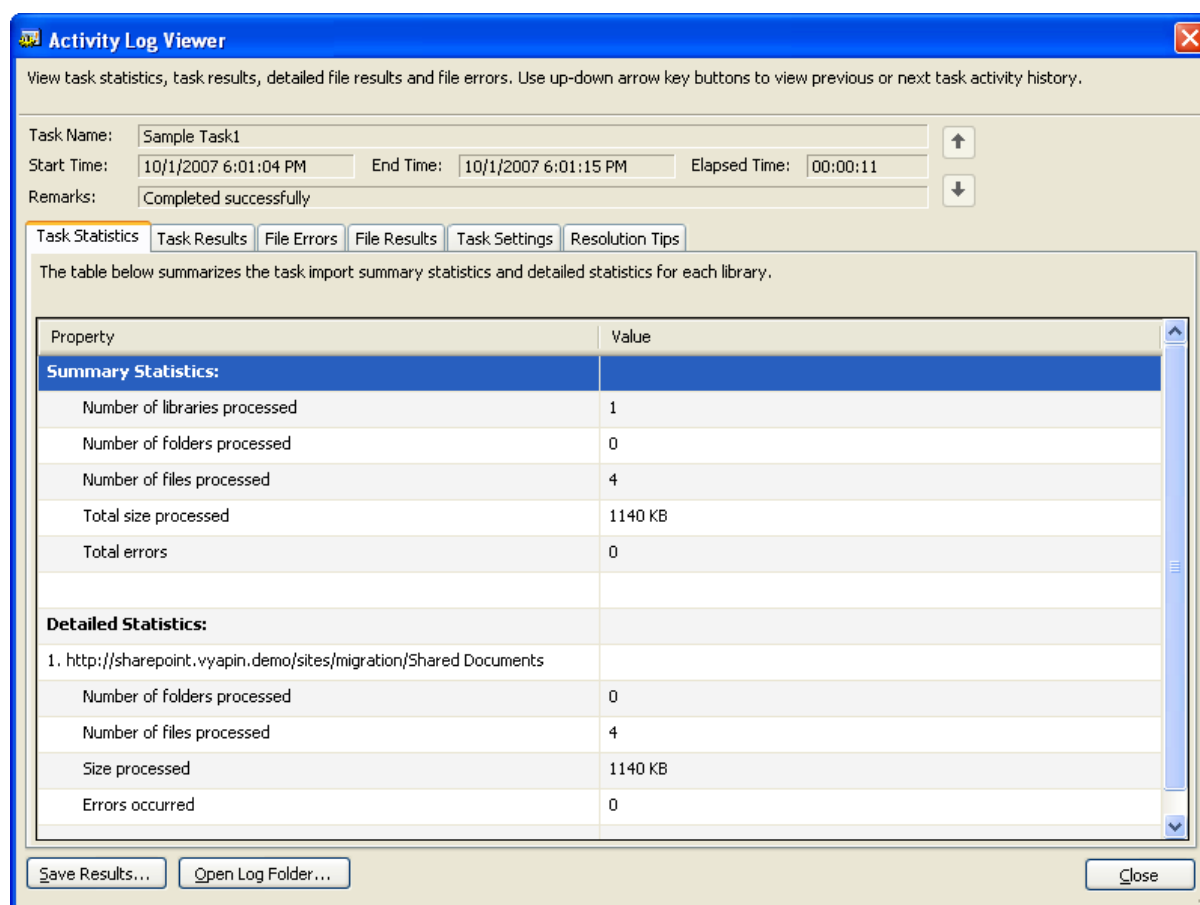 Activity Log Viewer
View task statistics, task results, detailed file results and file errors. Use up-down arrow key buttons to view previous or next task activity history.
Task Name: Sample Task1
Start Time: 10/1/2007 6:01:04 PM End Time: 10/1/2007 6:01:15 PM Elapsed Time: 00:00:11
Remarks: Completed successfully
Task Statistics Task Results File Errors File Results Task Settings Resolution Tips
The table below summarizes the task import summary statistics and detailed statistics for each library.
Property Value
Summary Statistics:
Number of libraries processed 1
Number of folders processed 0
Number of files processed 4
Total size processed 1140 KB
Total errors 0
Detailed Statistics:
1. http://sharepoint.vyapin.demo/sites/migration/Shared Documents
Number of folders processed 0
Number of files processed 4
Size processed 1140 KB
Errors occurred 0
Save Results... Open Log Folder... Close